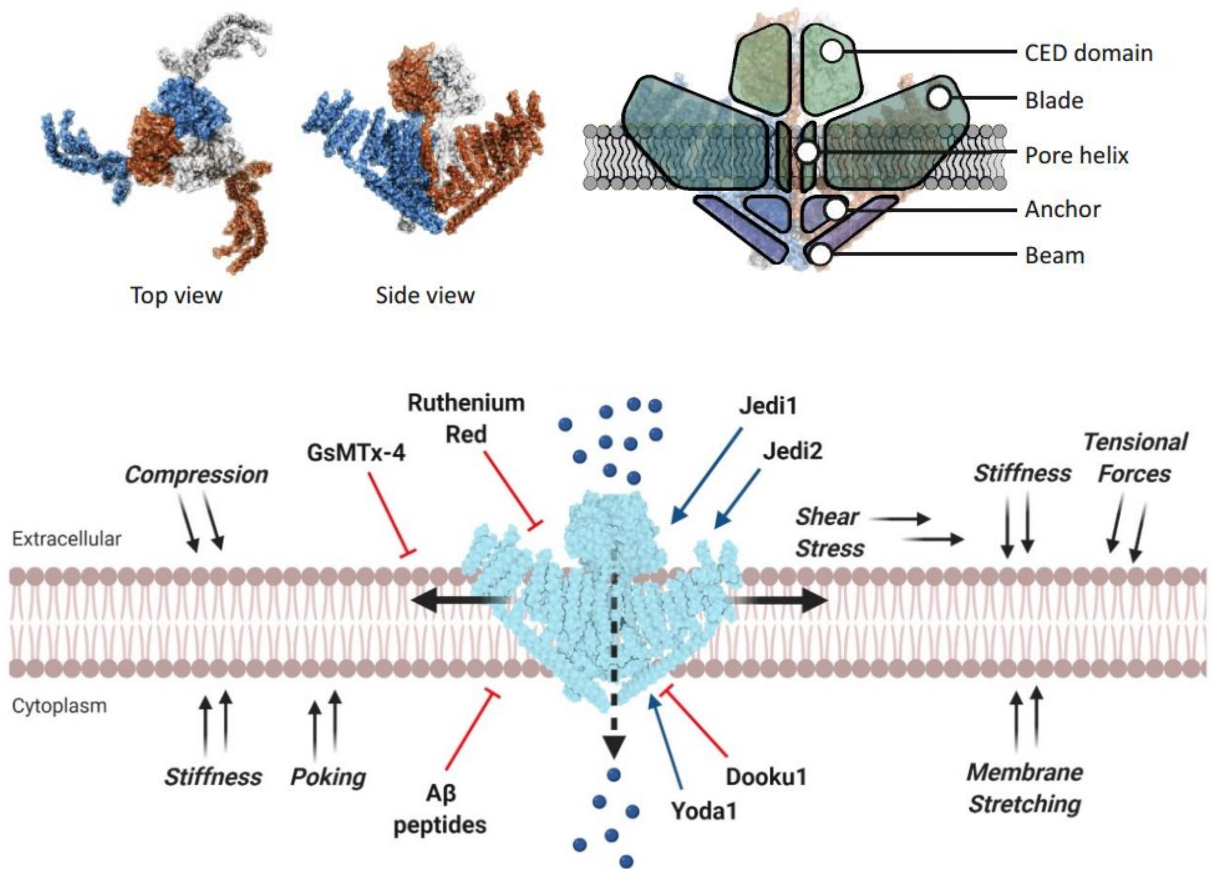 CED domain
Blade
Pore helix
Anchor
Beam
Top view
Side view
Ruthenium
Red
GsMTx-4
Compression
Jedi1
Jedi2
Stiffness
Tensional
Forces
Shear
Stress
Extracellular
Cytoplasm
Stiffness
Poking
Aβ
peptides
Dooku1
Yoda1
Membrane
Stretching